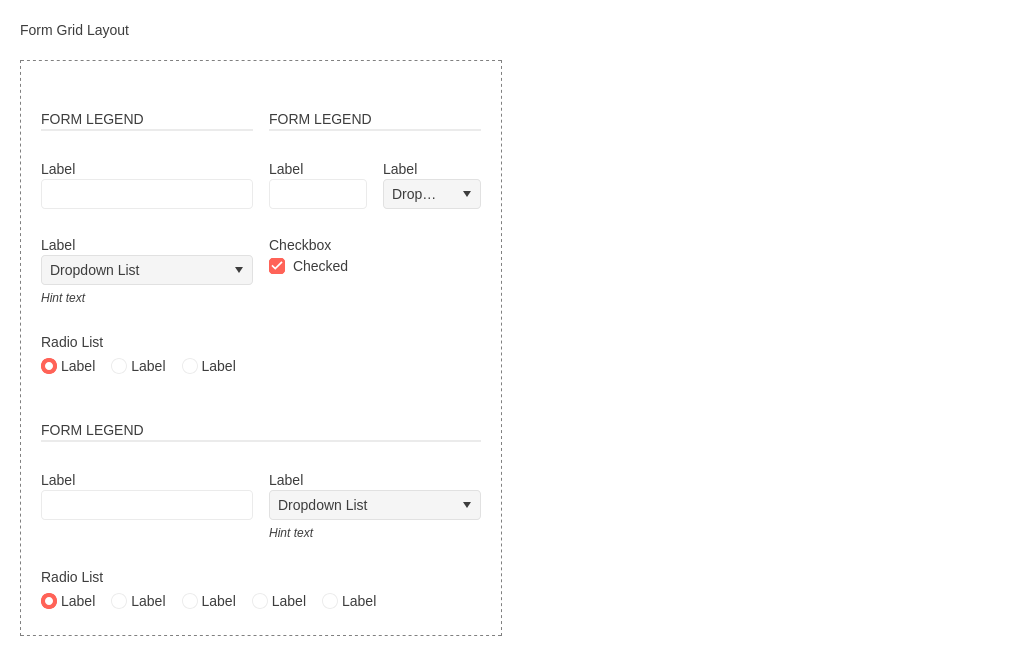 Form Grid Layout
FORM LEGEND FORM LEGEND
Label Label Label
Drop…
Label Checkbox
Dropdown List Checked
Hint text
Radio List
Label Label Label
FORM LEGEND
Label Label
Dropdown List
Hint text
Radio List
Label Label Label Label Label